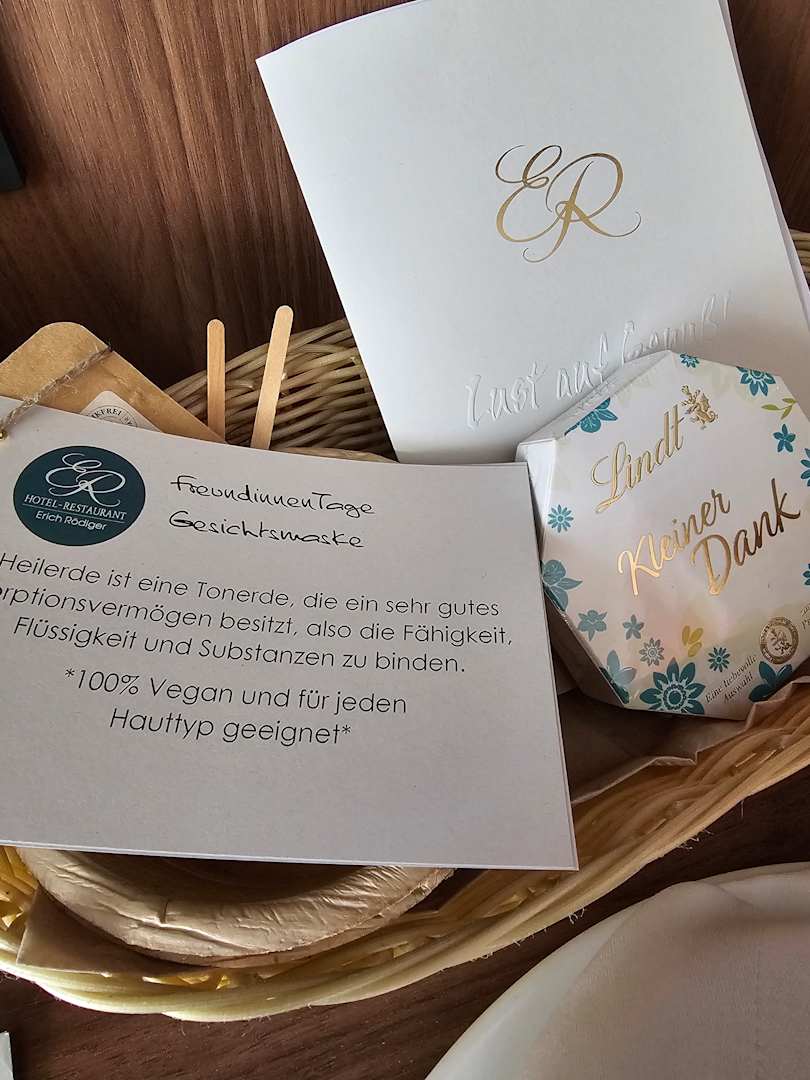 ER
Lust auf Genuß!
Lindt
Kleiner
Dank
Eine liebevolle
Auswahl
ER
HOTEL-RESTAURANT
Erich Rödiger
FreundinnenTage
Gesichtsmaske
Heilerde ist eine Tonerde, die ein sehr gutes
orptionsvermögen besitzt, also die Fähigkeit,
Flüssigkeit und Substanzen zu binden.
*100% Vegan und für jeden
Hauttyp geeignet*